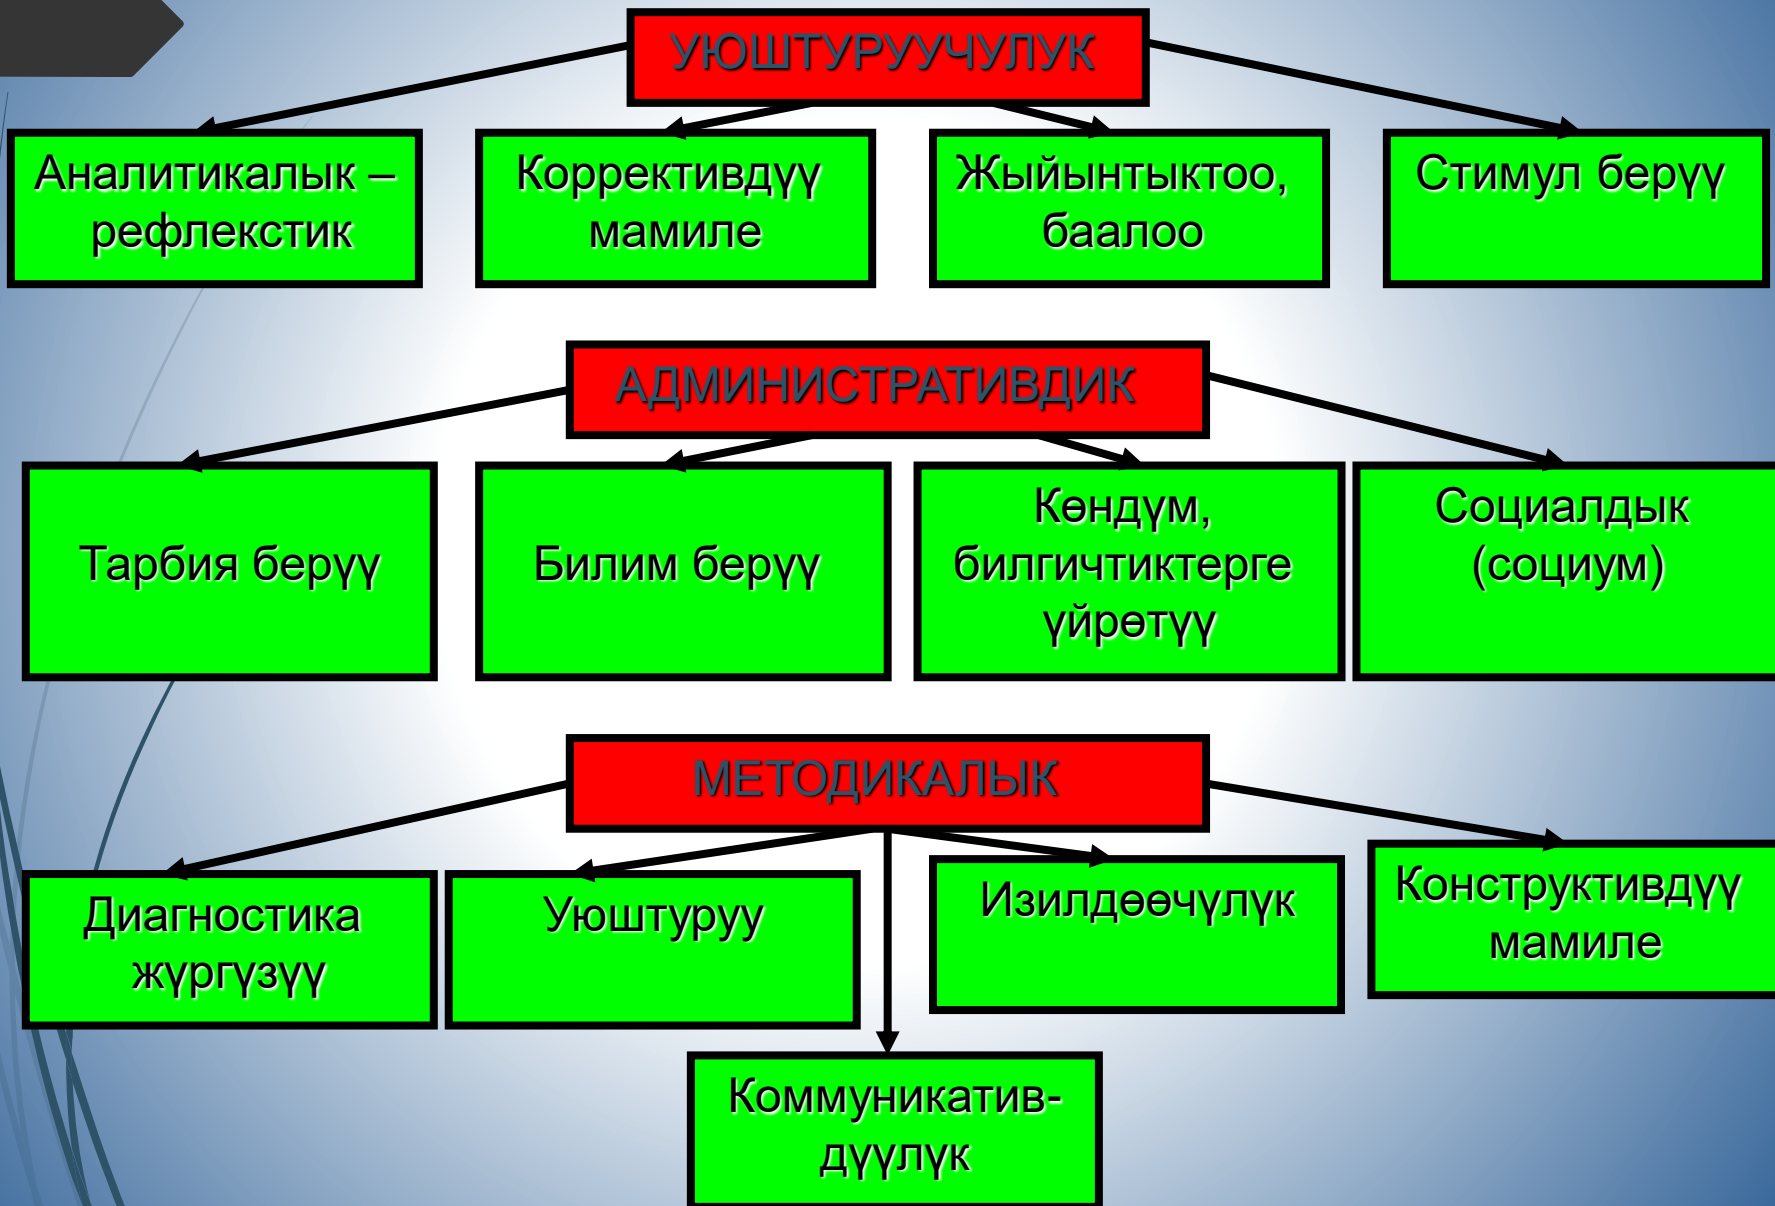 УЮШТУРУУЧУЛУК
Аналитикалык –
рефлекстик
Коррективдүү
мамиле
Жыйынтыктоо,
баалоо
Стимул берүү
АДМИНИСТРАТИВДИК
Тарбия берүү
Билим берүү
Көндүм,
билгичтиктерге
үйрөтүү
Социалдык
(социум)
МЕТОДИКАЛЫК
Диагностика
жүргүзүү
Уюштуруу
Изилдөөчүлүк
Конструктивдүү
мамиле
Коммуникатив-
дүүлүк